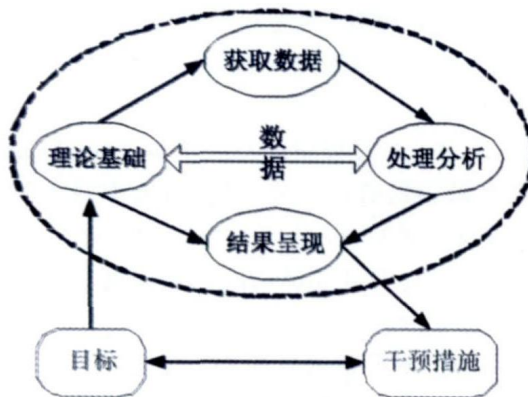 获取数据
理论基础
数
据
处理分析
结果呈现
目标
干预措施